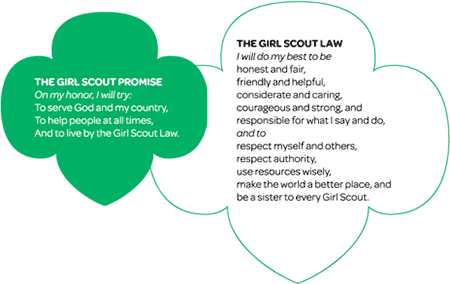 THE GIRL SCOUT PROMISE
On my honor, I will try:
To serve God and my country,
To help people at all times,
And to live by the Girl Scout Law.
THE GIRL SCOUT LAW
I will do my best to be
honest and fair,
friendly and helpful,
considerate and caring,
courageous and strong, and
responsible for what I say and do,
and to
respect myself and others,
respect authority,
use resources wisely,
make the world a better place, and
be a sister to every Girl Scout.